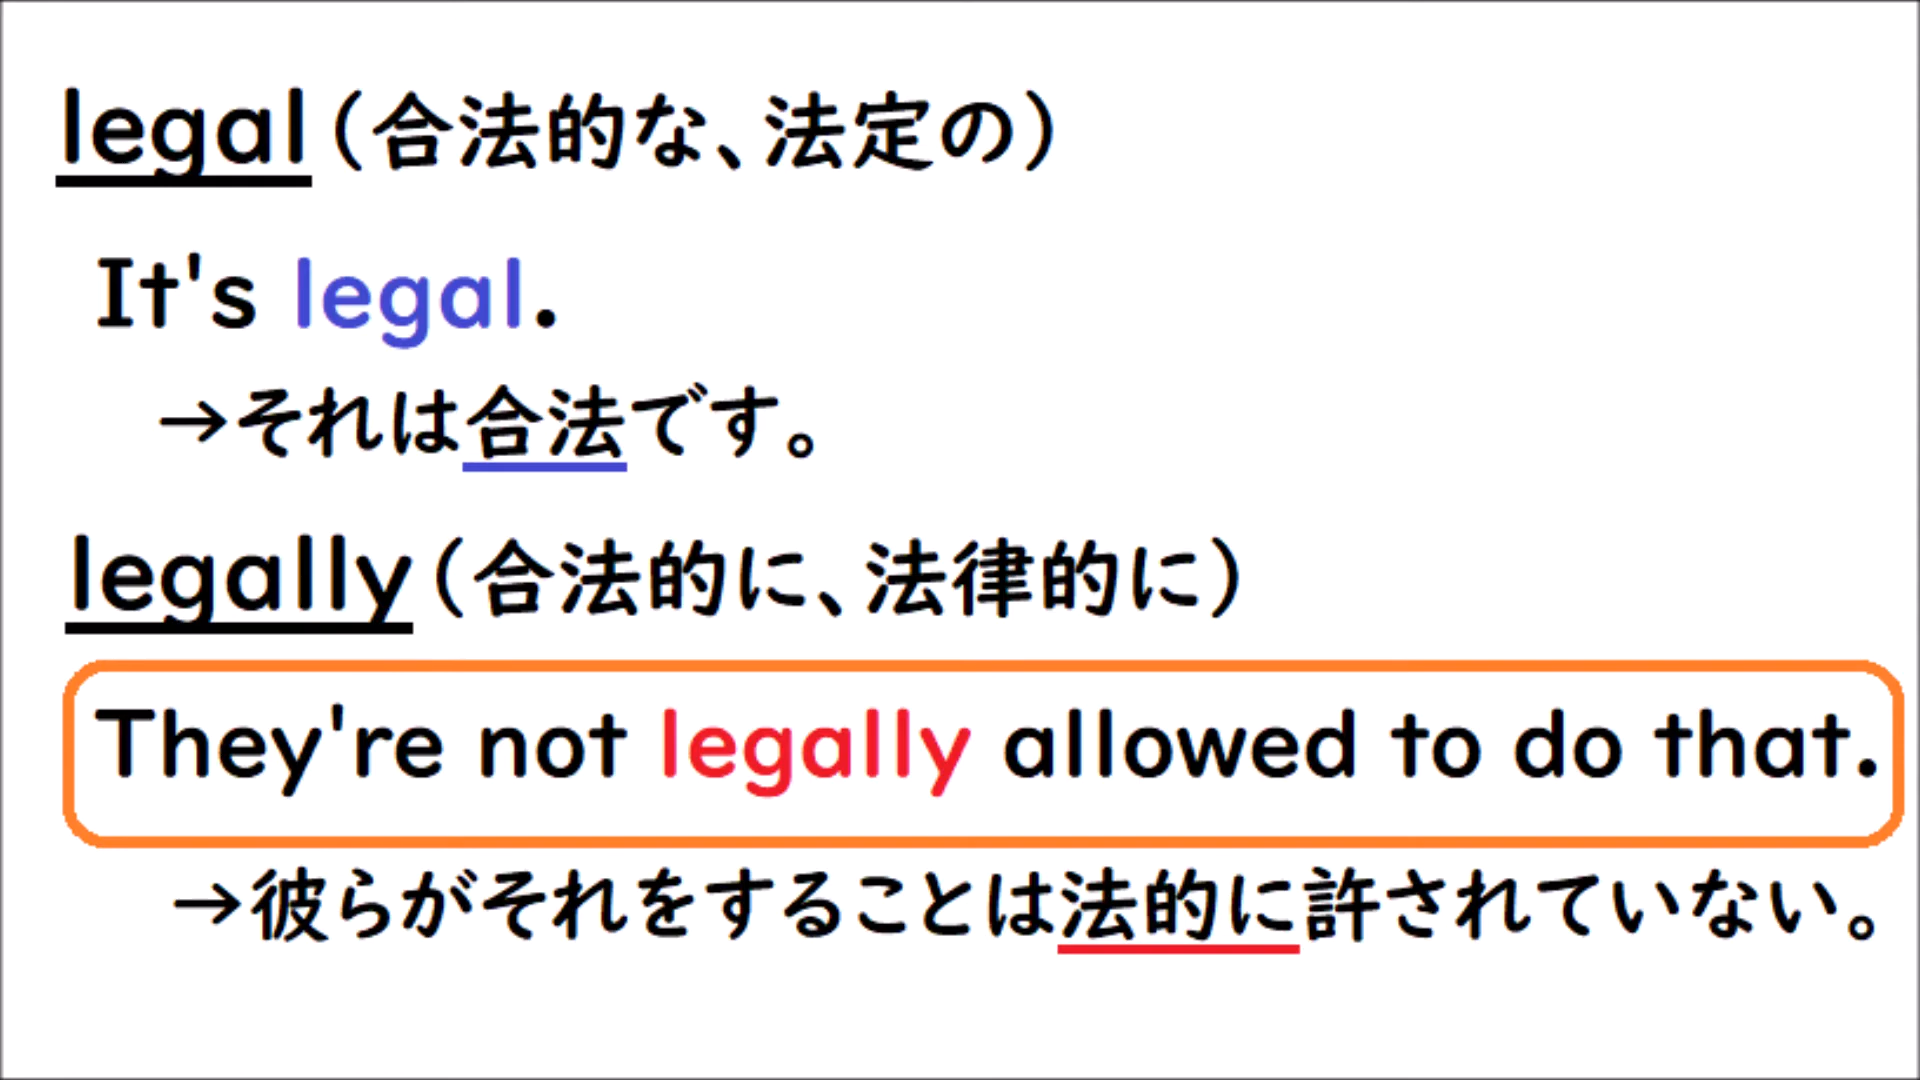 legal（合法的な、法定の）
It's legal.
→それは合法です。
legally（合法的に、法律的に）
They're not legally allowed to do that.
→彼らがそれをすることは法的に許されていない。